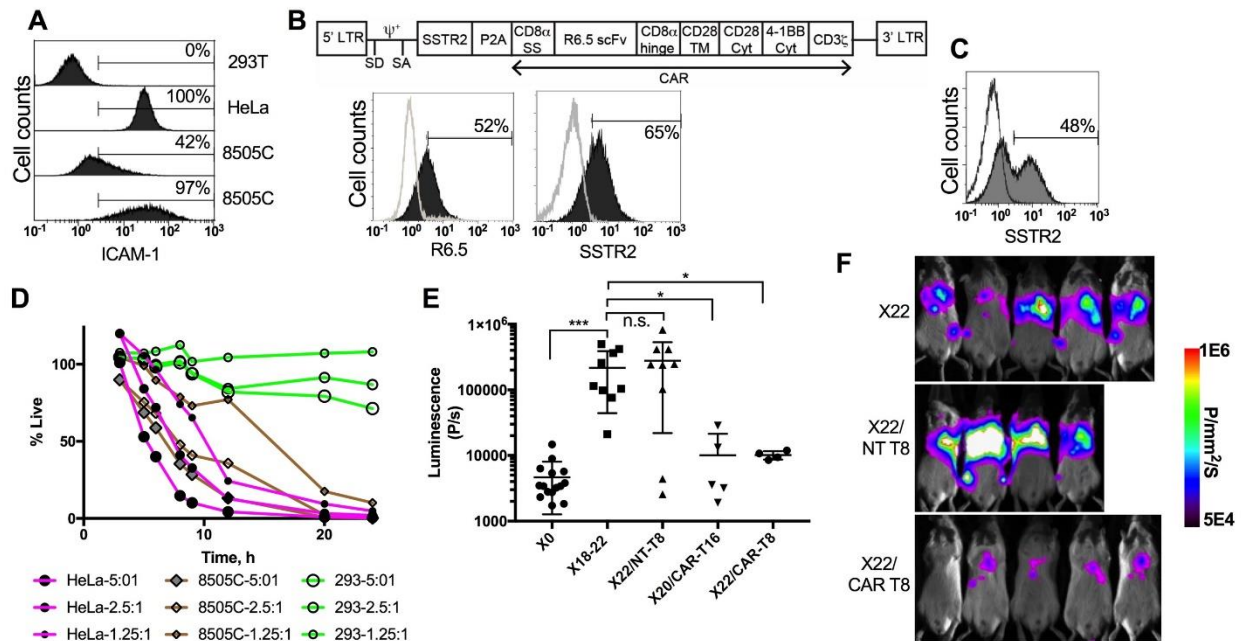 A
0%
293T
100%
HeLa
42%
8505C
97%
8505C
Cell counts
10⁻¹ 10⁰ 10¹ 10² 10³
ICAM-1
B
5' LTR
ψ⁺
SD
SA
SSTR2
P2A
CD8α SS
R6.5 scFv
CD8α hinge
CD28 TM
CD28 Cyt
4-1BB Cyt
CD3ζ
3' LTR
CAR
Cell counts
52%
10⁻¹ 10⁰ 10¹ 10² 10³
R6.5
Cell counts
65%
10⁻¹ 10⁰ 10¹ 10² 10³
SSTR2
C
Cell counts
48%
10⁻¹ 10⁰ 10¹ 10² 10³
SSTR2
D
% Live
100
50
0
10
20
Time, h
HeLa-5:01
8505C-5:01
293-5:01
HeLa-2.5:1
8505C-2.5:1
293-2.5:1
HeLa-1.25:1
8505C-1.25:1
293-1.25:1
E
Luminescence
(P/s)
1×10⁶
100000
10000
1000
***
n.s.
*
*
X0
X18-22
X22/NT-T8
X20/CAR-T16
X22/CAR-T8
F
X22
X22/
NT T8
X22/
CAR T8
1E6
P/mm²/S
5E4